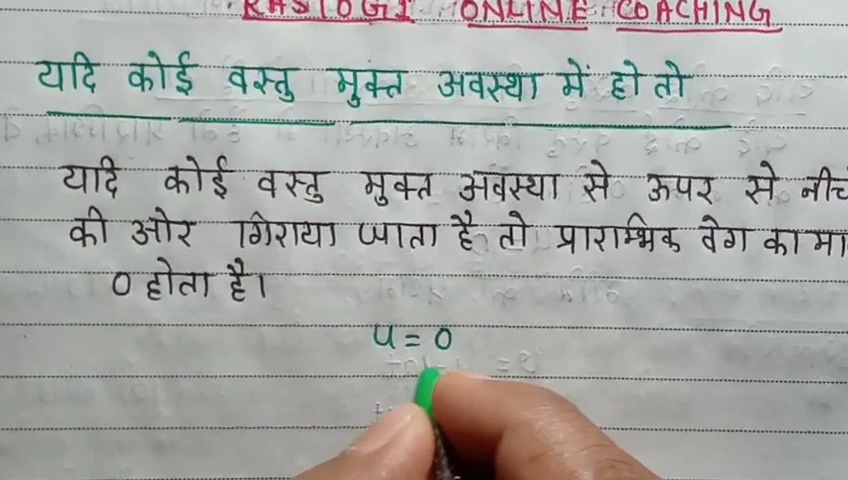 RASTOGI ONLINE COACHING
यदि कोई वस्तु मुक्त अवस्था में हो तो
यदि कोई वस्तु मुक्त अवस्था से ऊपर से
की ओर गिराया जाता है तो प्रारम्भिक वेग का
0 होता है।
u = 0